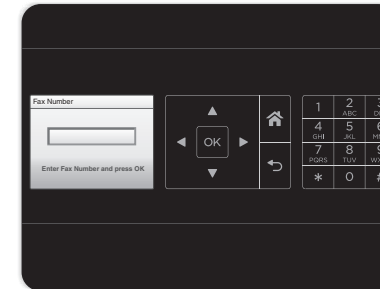 Fax Number
Enter Fax Number and press OK
OK
1
2
ABC
4
GHI
5
JKL
7
PQRS
8
TUV
*
0